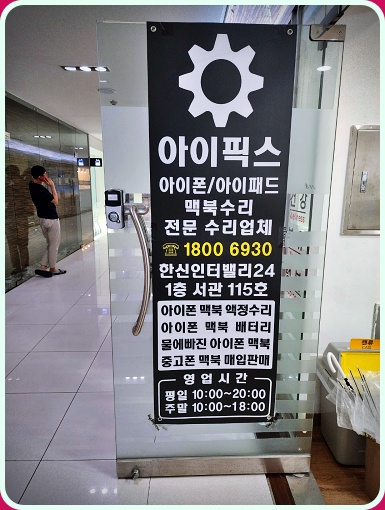 아이픽스
아이폰/아이패드
맥북수리
전문 수리업체
☎ 1800 6930
한신인터밸리24
1층 서관 115호
아이폰 맥북 액정수리
아이폰 맥북 배터리
물에빠진 아이폰 맥북
중고폰 맥북 매입판매
영업시간
평일 10:00~20:00
주말 10:00~18:00